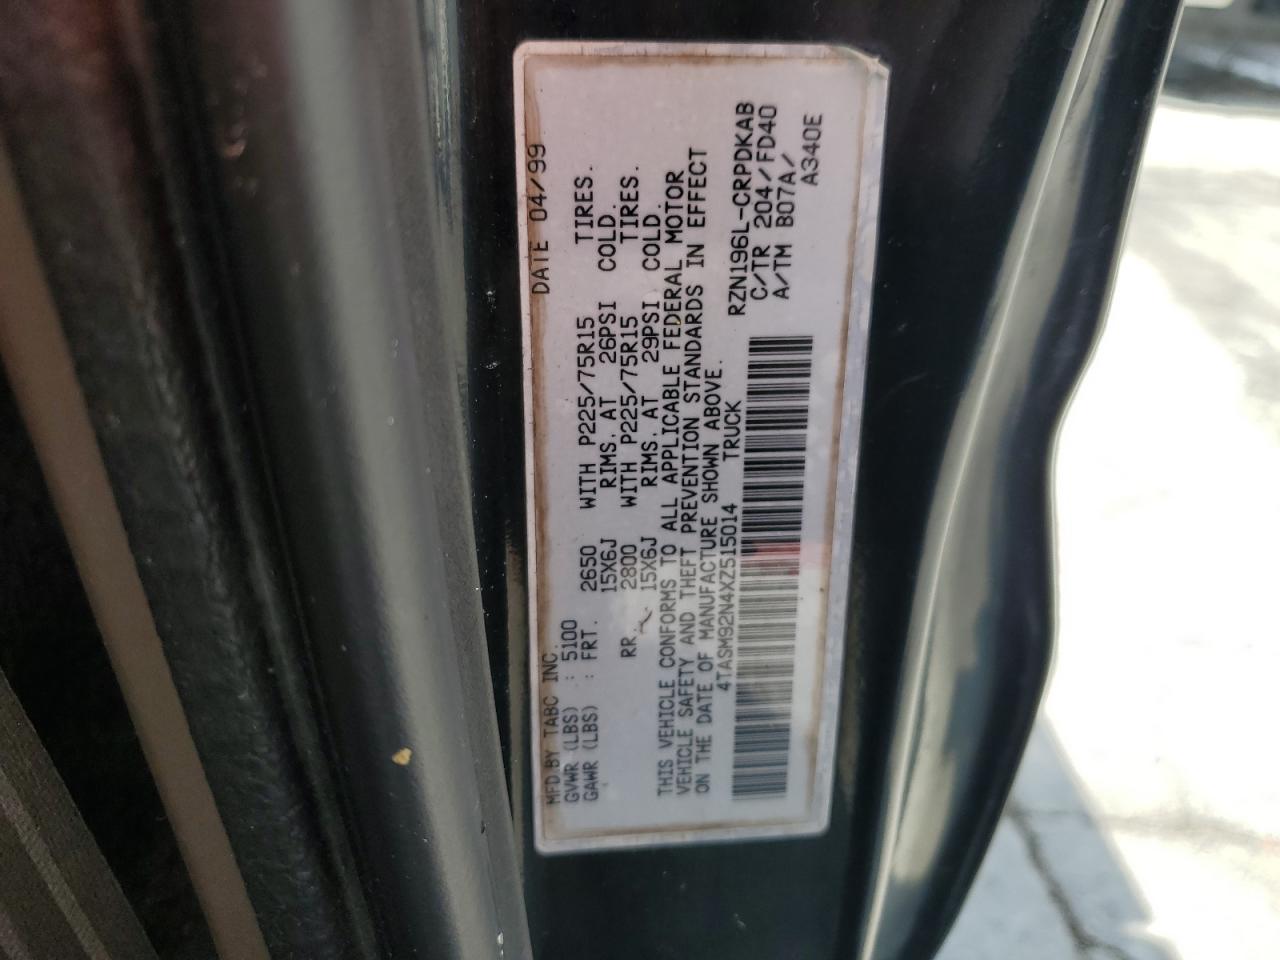 MFD.BY TABC INC. DATE 04/99
GVWR (LBS) : 5100
GAWR (LBS) : FRT. 2650 WITH P225/75R15 TIRES.
15X6J RIMS. AT 26PSI COLD.
RR. 2800 WITH P225/75R15 TIRES.
15X6J RIMS. AT 29PSI COLD.
THIS VEHICLE CONFORMS TO ALL APPLICABLE FEDERAL MOTOR
VEHICLE SAFETY AND THEFT PREVENTION STANDARDS IN EFFECT
ON THE DATE OF MANUFACTURE SHOWN ABOVE.
4TASM92N4XZ515014 TRUCK
RZN196L-CRPDKAB
C/TR 204/FD40
A/TM B07A/
A340E